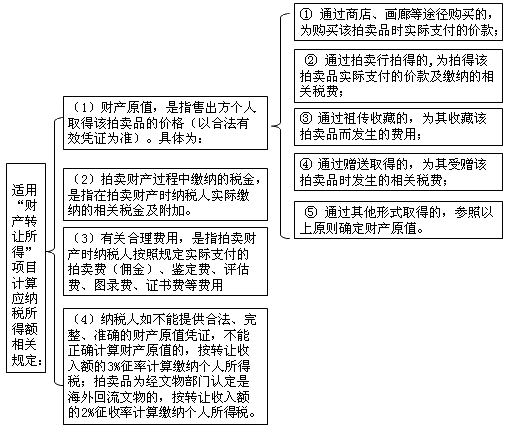 适用
“财
产转
让所
得”
项目
计算
应纳
税所
得额
相关
规定：
（1）财产原值，是指售出方个人
取得该拍卖品的价格（以合法有
效凭证为准）。具体为：
① 通过商店、画廊等途径购买的，
为购买该拍卖品时实际支付的价款；
② 通过拍卖行拍得的,为拍得该
拍卖品实际支付的价款及缴纳的相
关税费；
③ 通过祖传收藏的，为其收藏该
拍卖品而发生的费用；
④ 通过赠送取得的，为其受赠该
拍卖品时发生的相关税费；
⑤ 通过其他形式取得的，参照以
上原则确定财产原值。
（2）拍卖财产过程中缴纳的税金，
是指在拍卖财产时纳税人实际缴
纳的相关税金及附加。
（3）有关合理费用，是指拍卖财
产时纳税人按照规定实际支付的
拍卖费（佣金）、鉴定费、评估
费、图录费、证书费等费用
（4）纳税人如不能提供合法、完
整、准确的财产原值凭证，不能
正确计算财产原值的，按转让收
入额的3%征率计算缴纳个人所得
税；拍卖品为经文物部门认定是
海外回流文物的，按转让收入额
的2%征收率计算缴纳个人所得税。